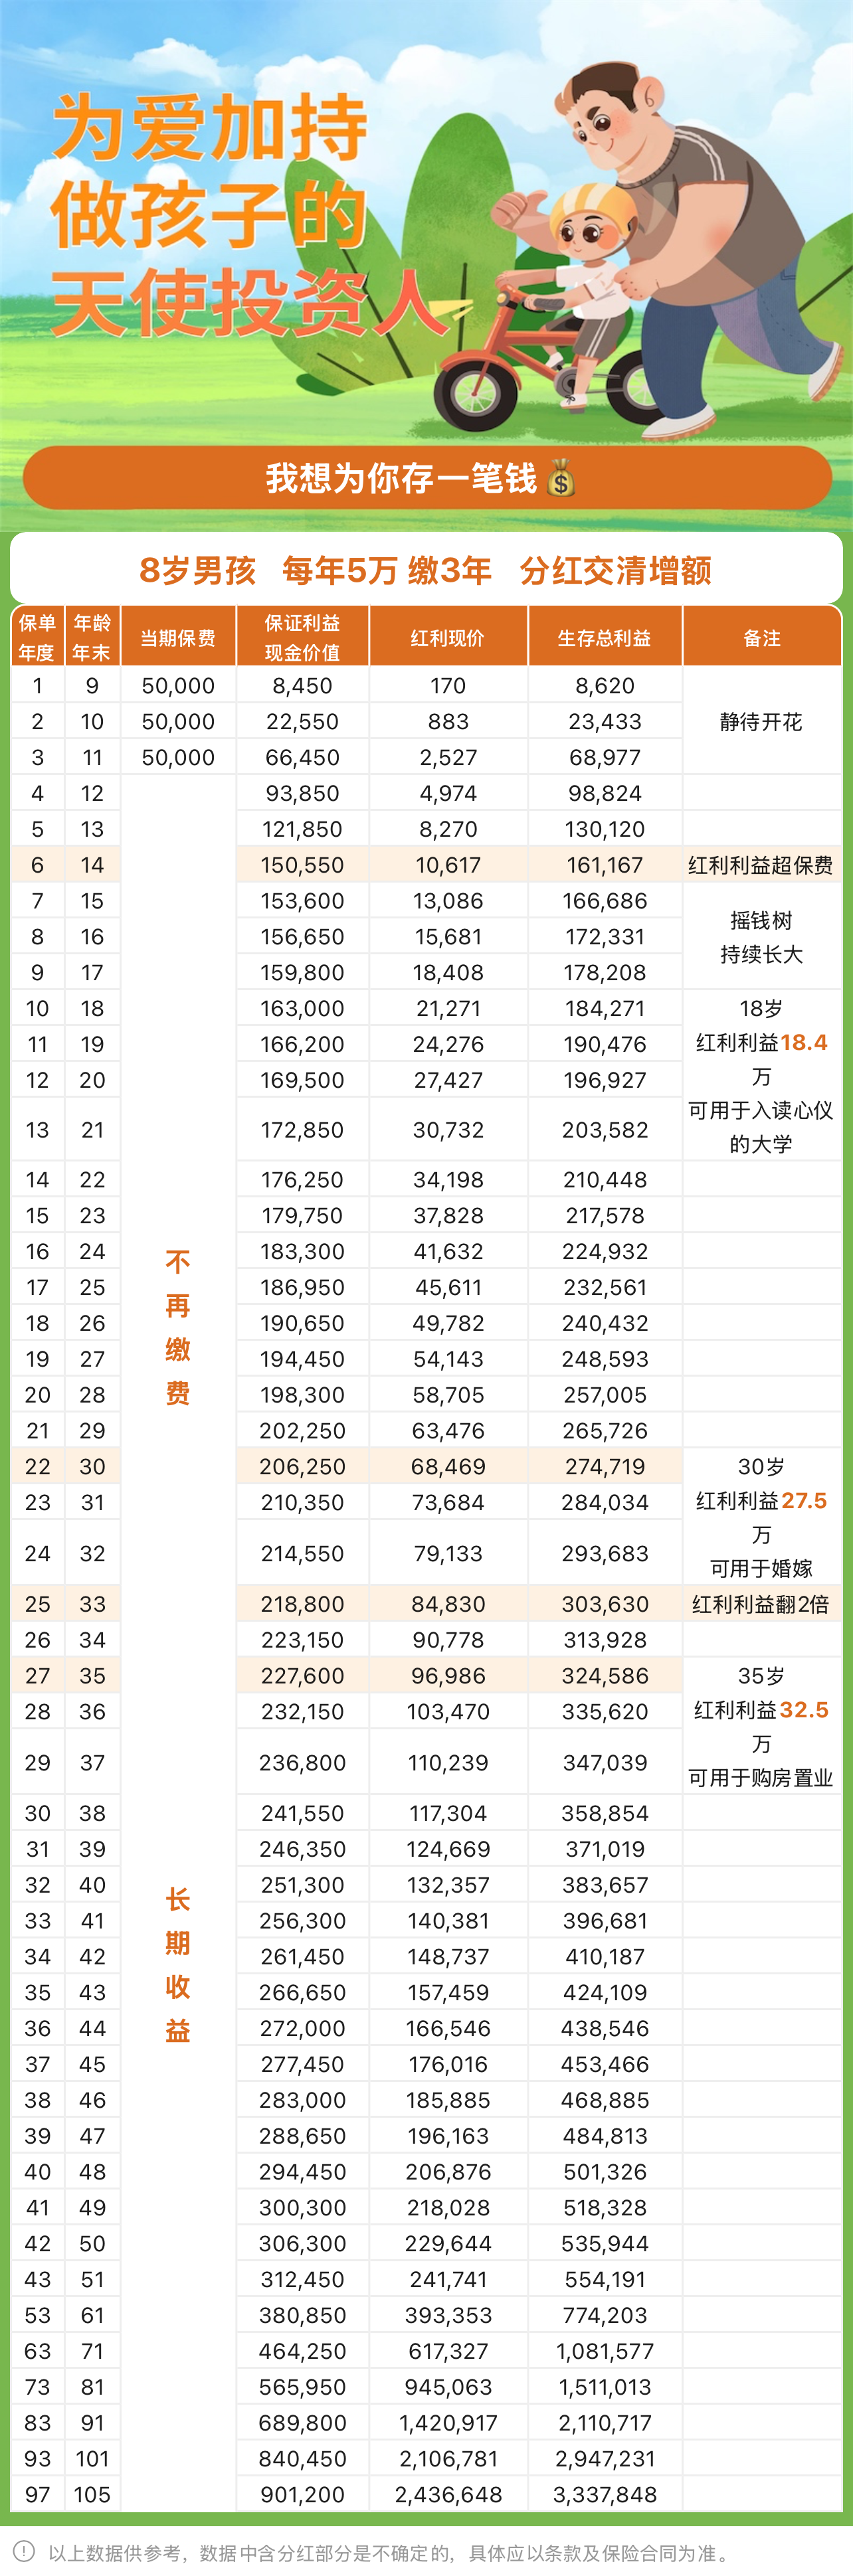 为爱加持
做孩子的
天使投资人
我想为你存一笔钱💰
8岁男孩 每年5万 缴3年 分红交清增额
保单年度 年龄年末 当期保费 保证利益现金价值 红利现价 生存总利益 备注
1 9 50,000 8,450 170 8,620
2 10 50,000 22,550 883 23,433 静待开花
3 11 50,000 66,450 2,527 68,977
4 12 93,850 4,974 98,824
5 13 121,850 8,270 130,120
6 14 150,550 10,617 161,167 红利利益超保费
7 15 153,600 13,086 166,686
摇钱树
8 16 156,650 15,681 172,331
持续长大
9 17 159,800 18,408 178,208
10 18 163,000 21,271 184,271 18岁
11 19 166,200 24,276 190,476 红利利益18.4
12 20 169,500 27,427 196,927 万
可用于入读心仪
13 21 172,850 30,732 203,582
的大学
14 22 176,250 34,198 210,448
15 23 179,750 37,828 217,578
16 24 183,300 41,632 224,932
17 25 186,950 45,611 232,561
18 26 190,650 49,782 240,432
19 27 194,450 54,143 248,593
20 28 198,300 58,705 257,005
21 29 202,250 63,476 265,726
不再缴费
22 30 206,250 68,469 274,719 30岁
23 31 210,350 73,684 284,034 红利利益27.5
万
24 32 214,550 79,133 293,683
可用于婚嫁
25 33 218,800 84,830 303,630 红利利益翻2倍
26 34 223,150 90,778 313,928
27 35 227,600 96,986 324,586 35岁
28 36 232,150 103,470 335,620 红利利益32.5
万
29 37 236,800 110,239 347,039
可用于购房置业
30 38 241,550 117,304 358,854
31 39 246,350 124,669 371,019
32 40 251,300 132,357 383,657
33 41 256,300 140,381 396,681
34 42 261,450 148,737 410,187
35 43 266,650 157,459 424,109
36 44 272,000 166,546 438,546
长期收益
37 45 277,450 176,016 453,466
38 46 283,000 185,885 468,885
39 47 288,650 196,163 484,813
40 48 294,450 206,876 501,326
41 49 300,300 218,028 518,328
42 50 306,300 229,644 535,944
43 51 312,450 241,741 554,191
53 61 380,850 393,353 774,203
63 71 464,250 617,327 1,081,577
73 81 565,950 945,063 1,511,013
83 91 689,800 1,420,917 2,110,717
93 101 840,450 2,106,781 2,947,231
97 105 901,200 2,436,648 3,337,848
以上数据供参考，数据中含分红部分是不确定的，具体应以条款及保险合同为准。